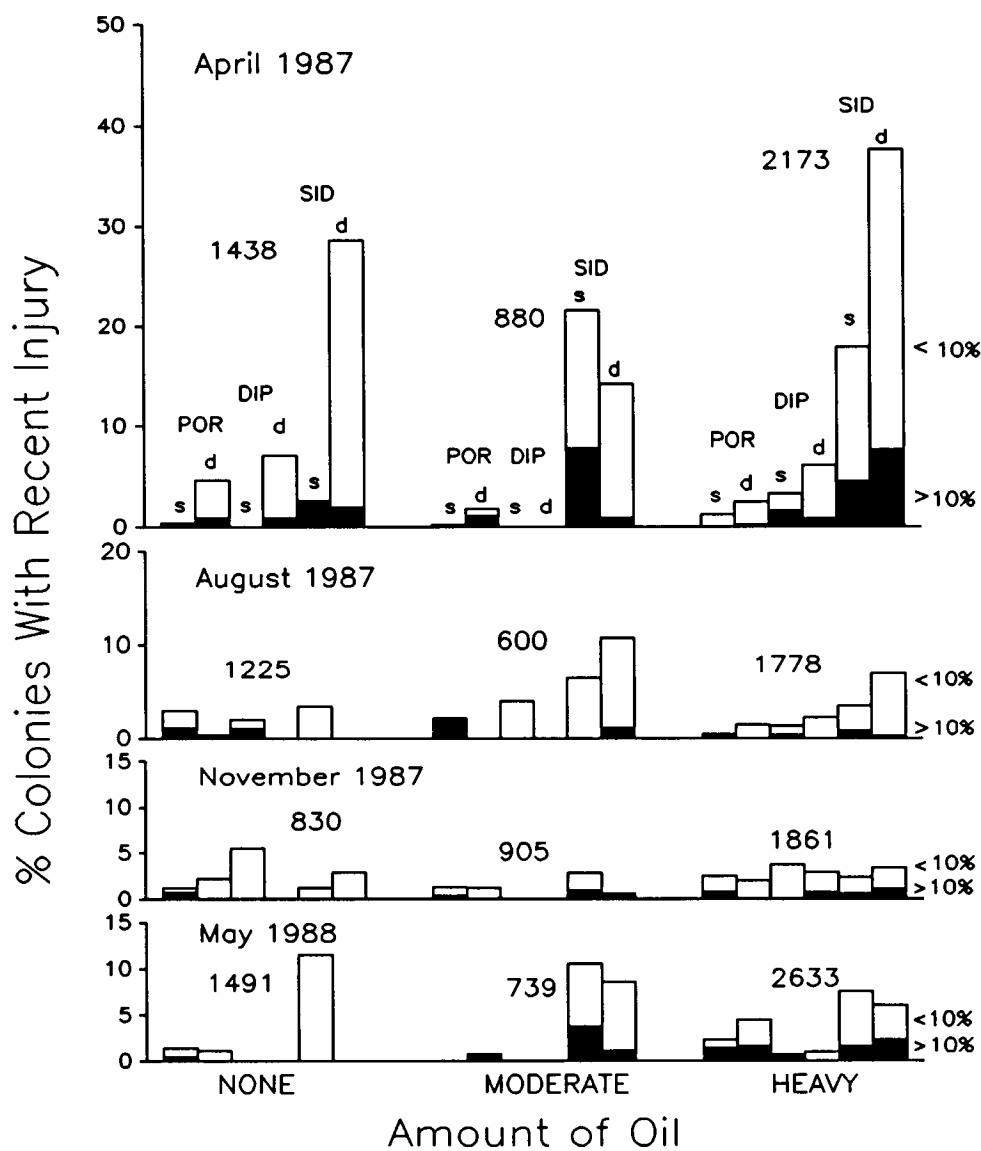 % Colonies With Recent Injury
50
40
30
20
10
0
April 1987
1438
POR
s
d
DIP
s
d
SID
s
d
880
POR
s
d
DIP
s
d
SID
s
d
2173
POR
s
d
DIP
s
d
SID
s
d
< 10%
>10%
20
10
0
August 1987
1225
600
1778
<10%
>10%
15
10
5
0
November 1987
830
905
1861
<10%
>10%
15
10
5
0
May 1988
1491
739
2633
<10%
>10%
NONE
MODERATE
HEAVY
Amount of Oil